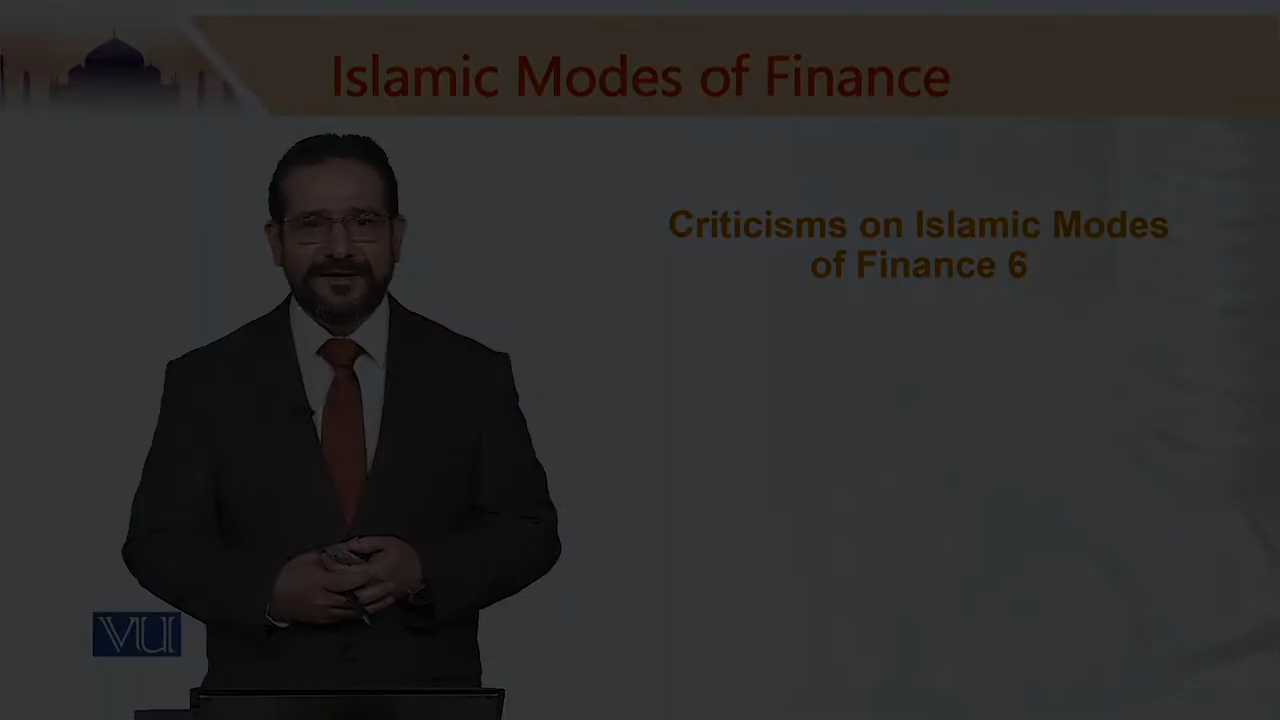 Islamic Modes of Finance
Criticisms on Islamic Modes
of Finance 6
VU